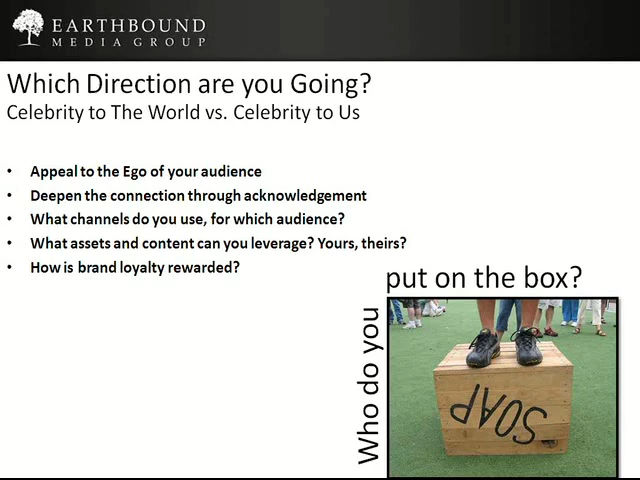 EARTHBOUND
MEDIA GROUP
Which Direction are you Going?
Celebrity to The World vs. Celebrity to Us
• Appeal to the Ego of your audience
• Deepen the connection through acknowledgement
• What channels do you use, for which audience?
• What assets and content can you leverage? Yours, theirs?
• How is brand loyalty rewarded?
Who do you
put on the box?
SOAP